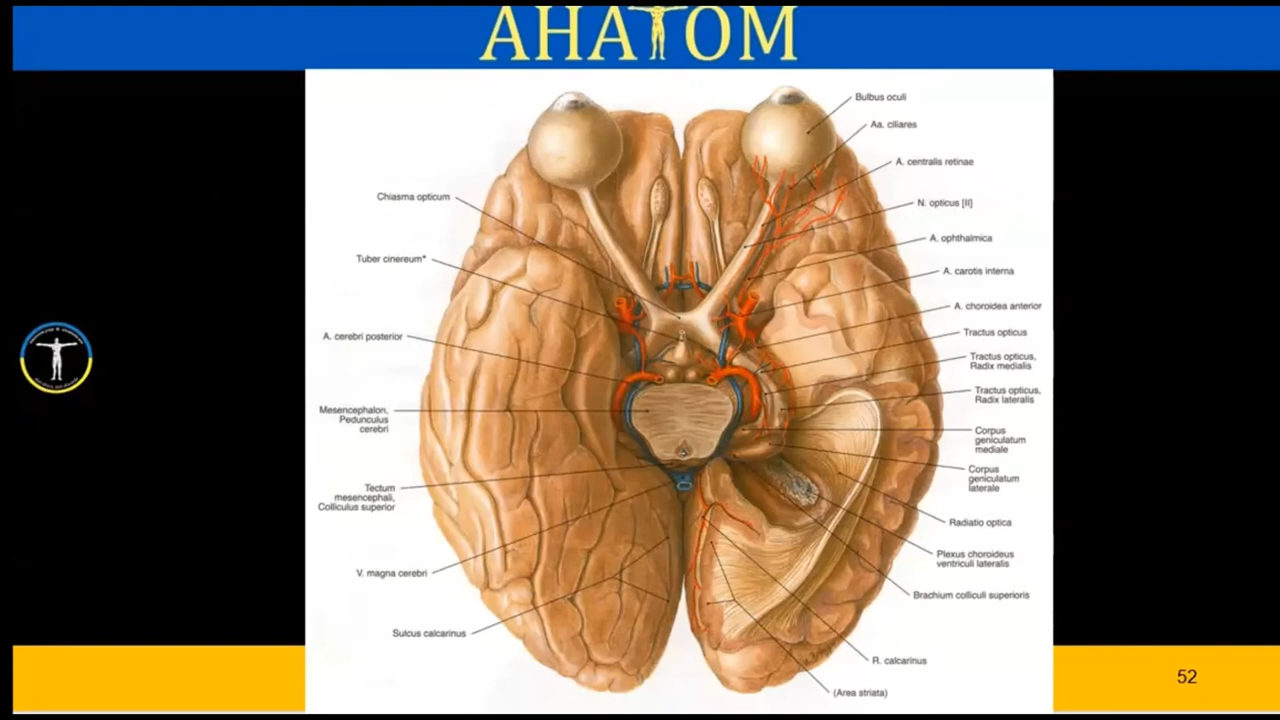 АНАТОМ
Bulbus oculi
Aa. ciliares
A. centralis retinae
Chiasma opticum
N. opticus [II]
A. ophthalmica
Tuber cinereum*
A. carotis interna
A. choroidea anterior
A. cerebri posterior
Tractus opticus
Tractus opticus,
Radix medialis
Tractus opticus,
Radix lateralis
Mesencephalon,
Pedunculus
cerebri
Corpus
geniculatum
mediale
Corpus
geniculatum
laterale
Tectum
mesencephali,
Colliculus superior
Radiatio optica
Plexus choroideus
ventriculi lateralis
V. magna cerebri
Brachium colliculi superioris
Sulcus calcarinus
R. calcarinus
(Area striata)
52